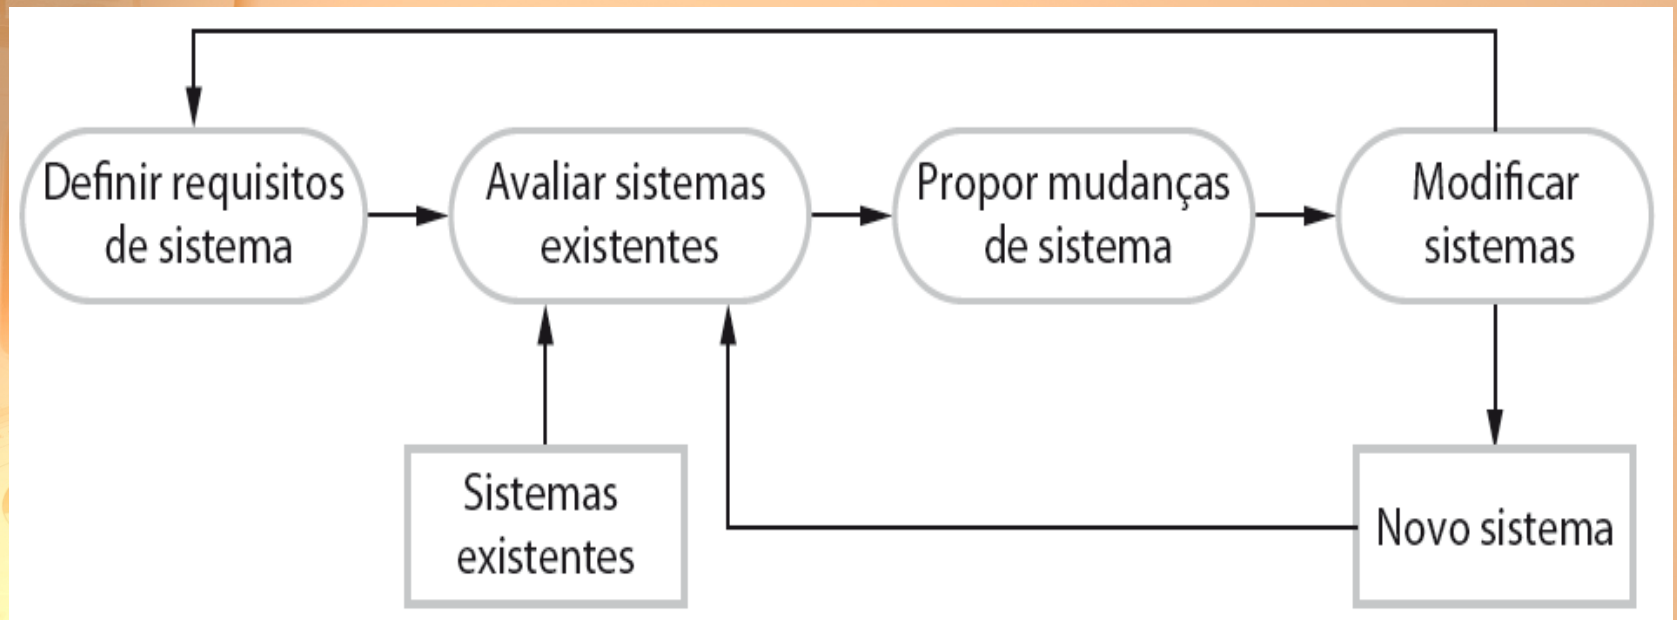 Definir requisitos
de sistema
Avaliar sistemas
existentes
Propor mudanças
de sistema
Modificar
sistemas
Sistemas
existentes
Novo sistema